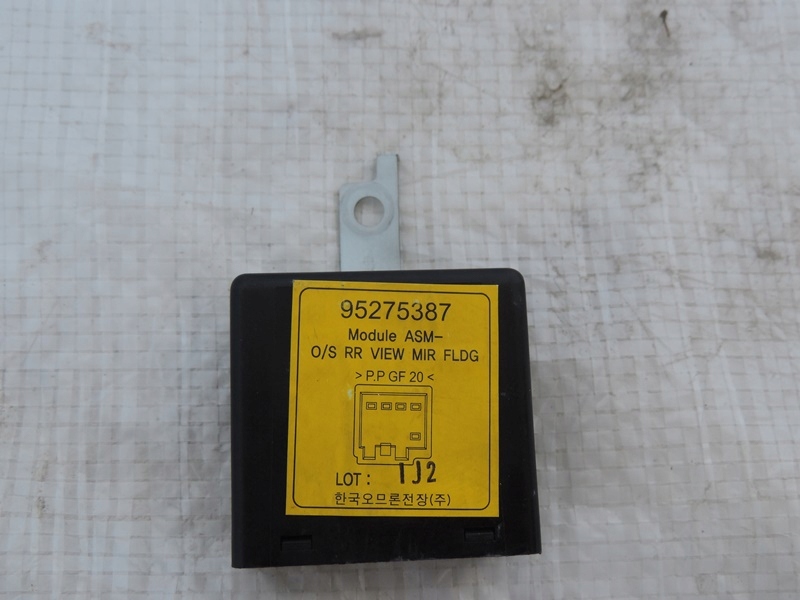 95275387
Module ASM-
O/S RR VIEW MIR FLDG
> P.P GF 20 <
LOT : 1J2
한국오므론전장(주)